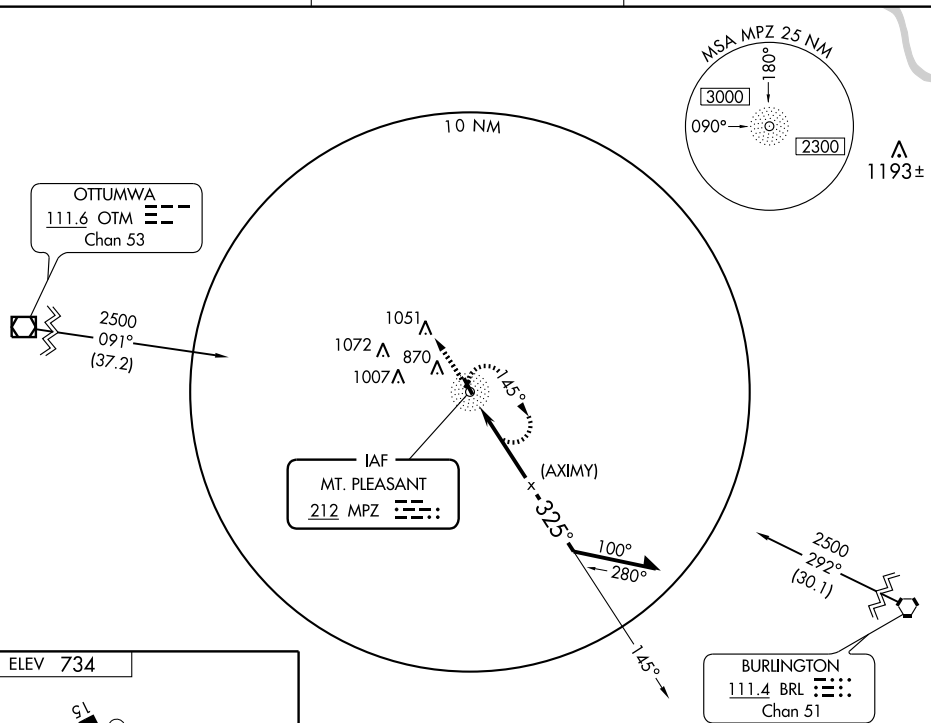 MSA MPZ 25 NM
180°
3000
090°
2300
1193±
10 NM
OTTUMWA
111.6 OTM
Chan 53
2500
091°
(37.2)
1051
1072
870
1007
145°
IAF
MT. PLEASANT
212 MPZ
(AXIMY)
325°
100°
280°
145°
2500
292°
(30.1)
BURLINGTON
111.4 BRL
Chan 51
ELEV 734
15